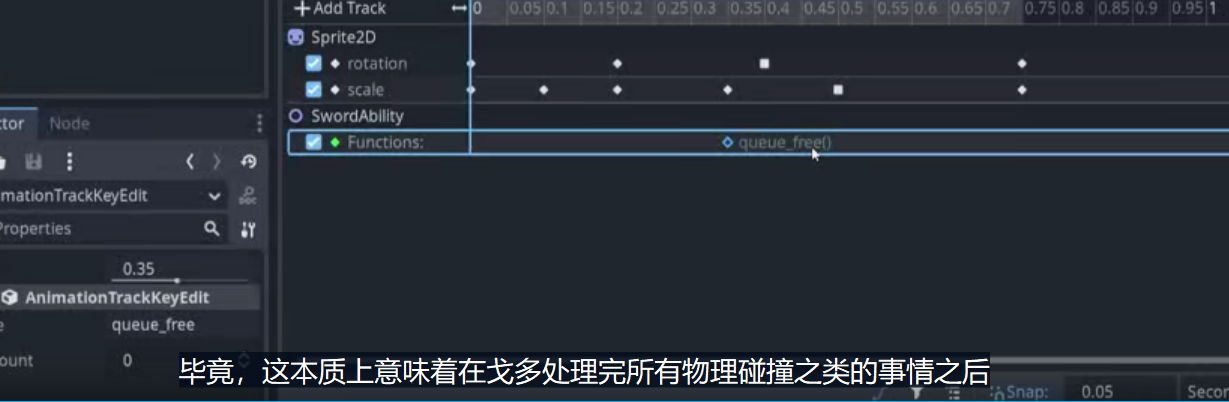 Add Track
0 0.05 0.1 0.15 0.2 0.25 0.3 0.35 0.4 0.45 0.5 0.55 0.6 0.65 0.7 0.75 0.8 0.85 0.9 0.95 1
Sprite2D
rotation
scale
SwordAbility
Functions: queue_free()
ctor Node
mationTrackKeyEdit
Properties
0.35
AnimationTrackKeyEdit
e queue_free
ount 0
毕竟，这本质上意味着在戈多处理完所有物理碰撞之类的事情之后
Snap: 0.05 Secon